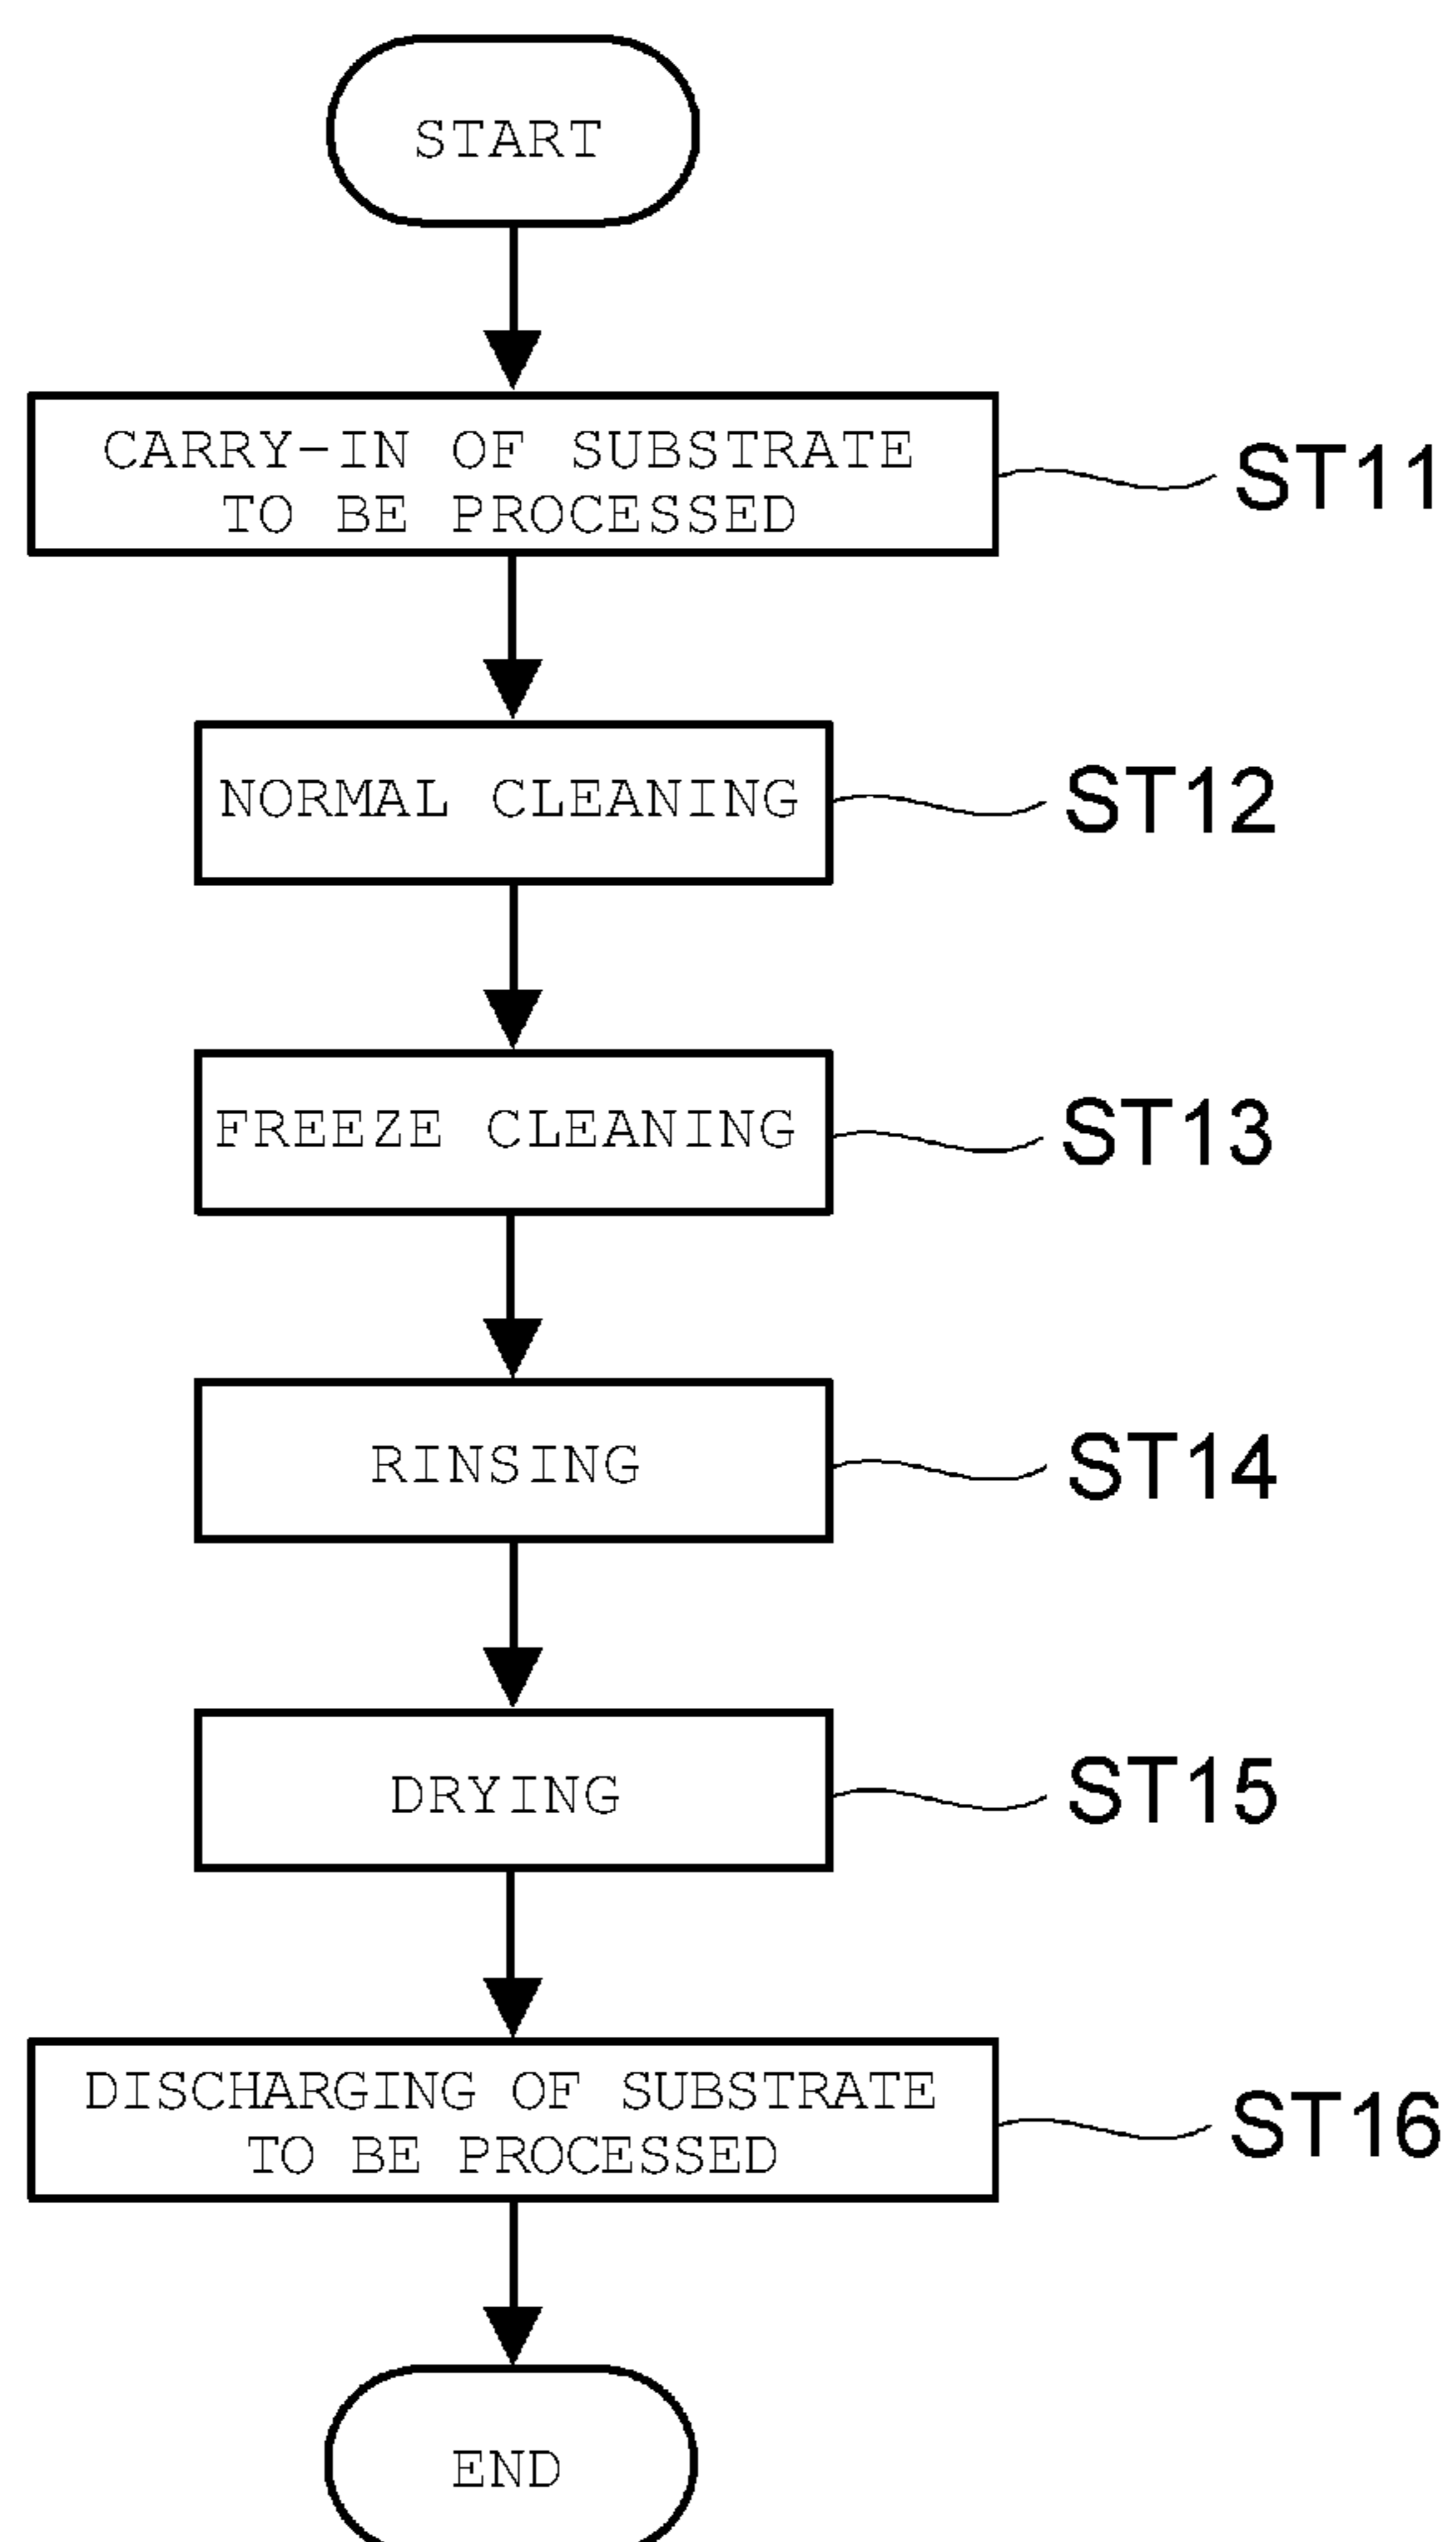 START
CARRY-IN OF SUBSTRATE
TO BE PROCESSED
ST11
NORMAL CLEANING
ST12
FREEZE CLEANING
ST13
RINSING
ST14
DRYING
ST15
DISCHARGING OF SUBSTRATE
TO BE PROCESSED
ST16
END